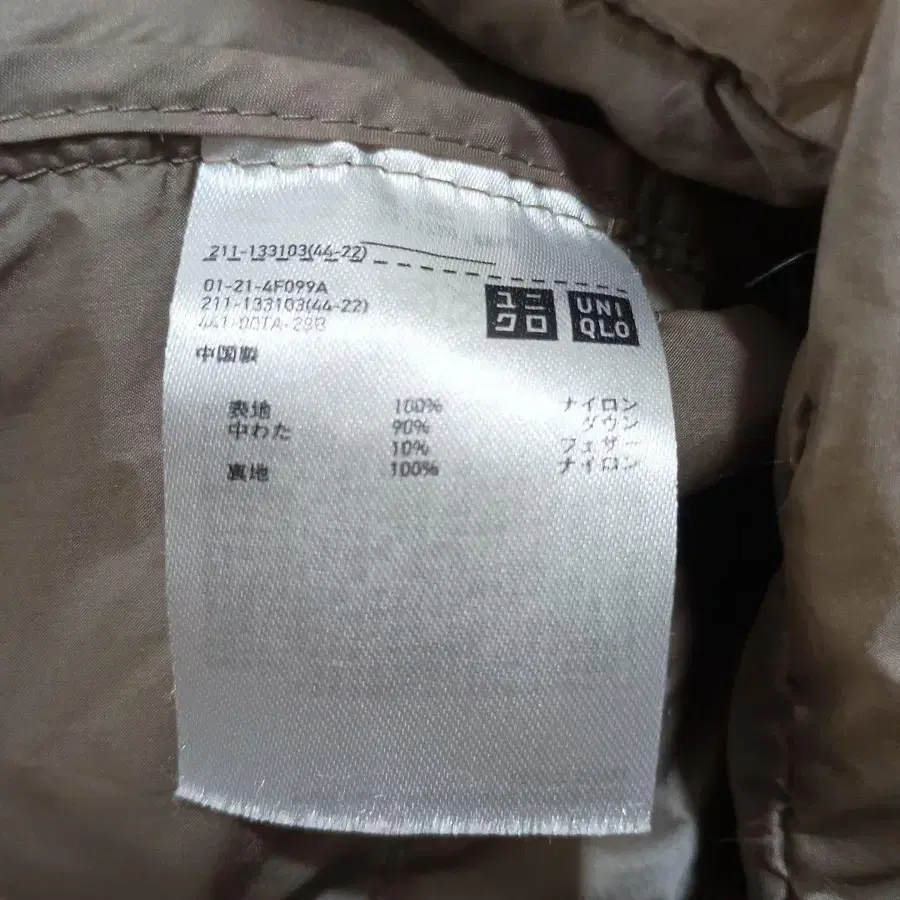 211-133103(44-22)
01-21-4F099A
211-133103(44-22)
ユニクロ UNIQLO
中国製
表地 100% ナイロン
中わた 90% ダウン
10% フェザー
裏地 100% ナイロン